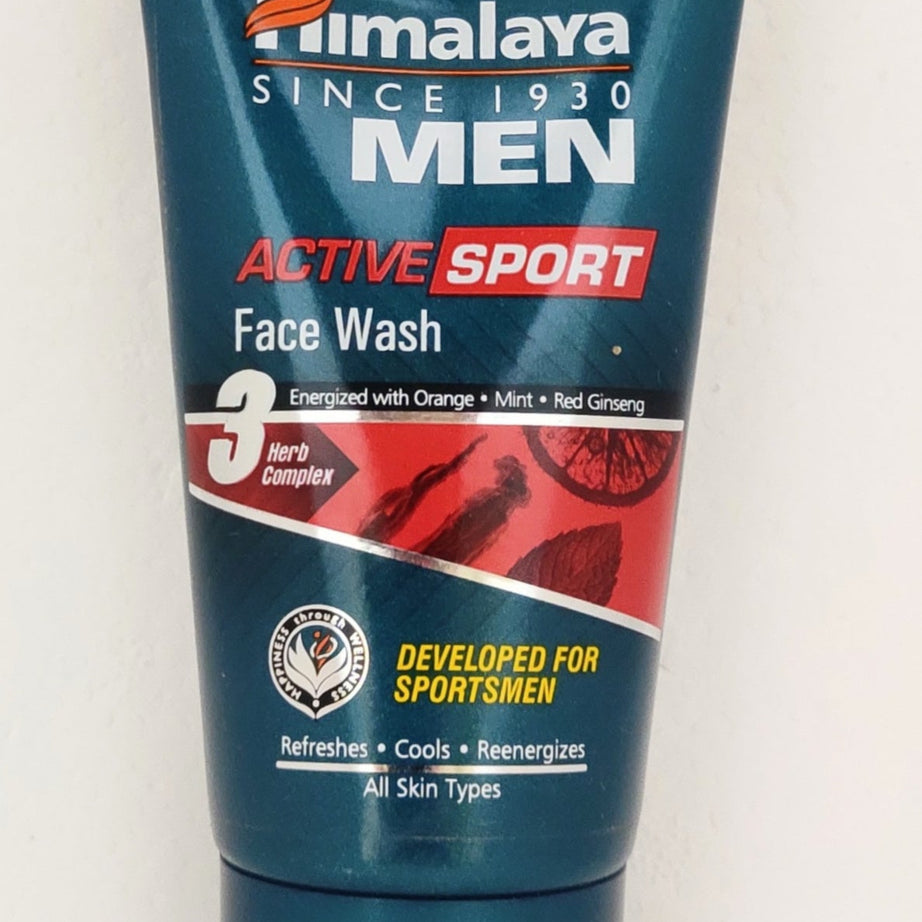 Himalaya
SINCE 1930
MEN
ACTIVE SPORT
Face Wash
Energized with Orange • Mint • Red Ginseng
3
Herb
Complex
HAPPINESS through WELLNESS
DEVELOPED FOR
SPORTSMEN
Refreshes • Cools • Reenergizes
All Skin Types